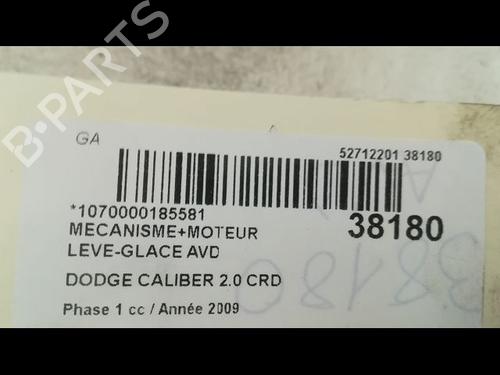 B-PARTS
GA
52712201 38180
*1070000185581
38180
MECANISME+MOTEUR
LEVE-GLACE AVD
DODGE CALIBER 2.0 CRD
Phase 1 cc / Année 2009
38180